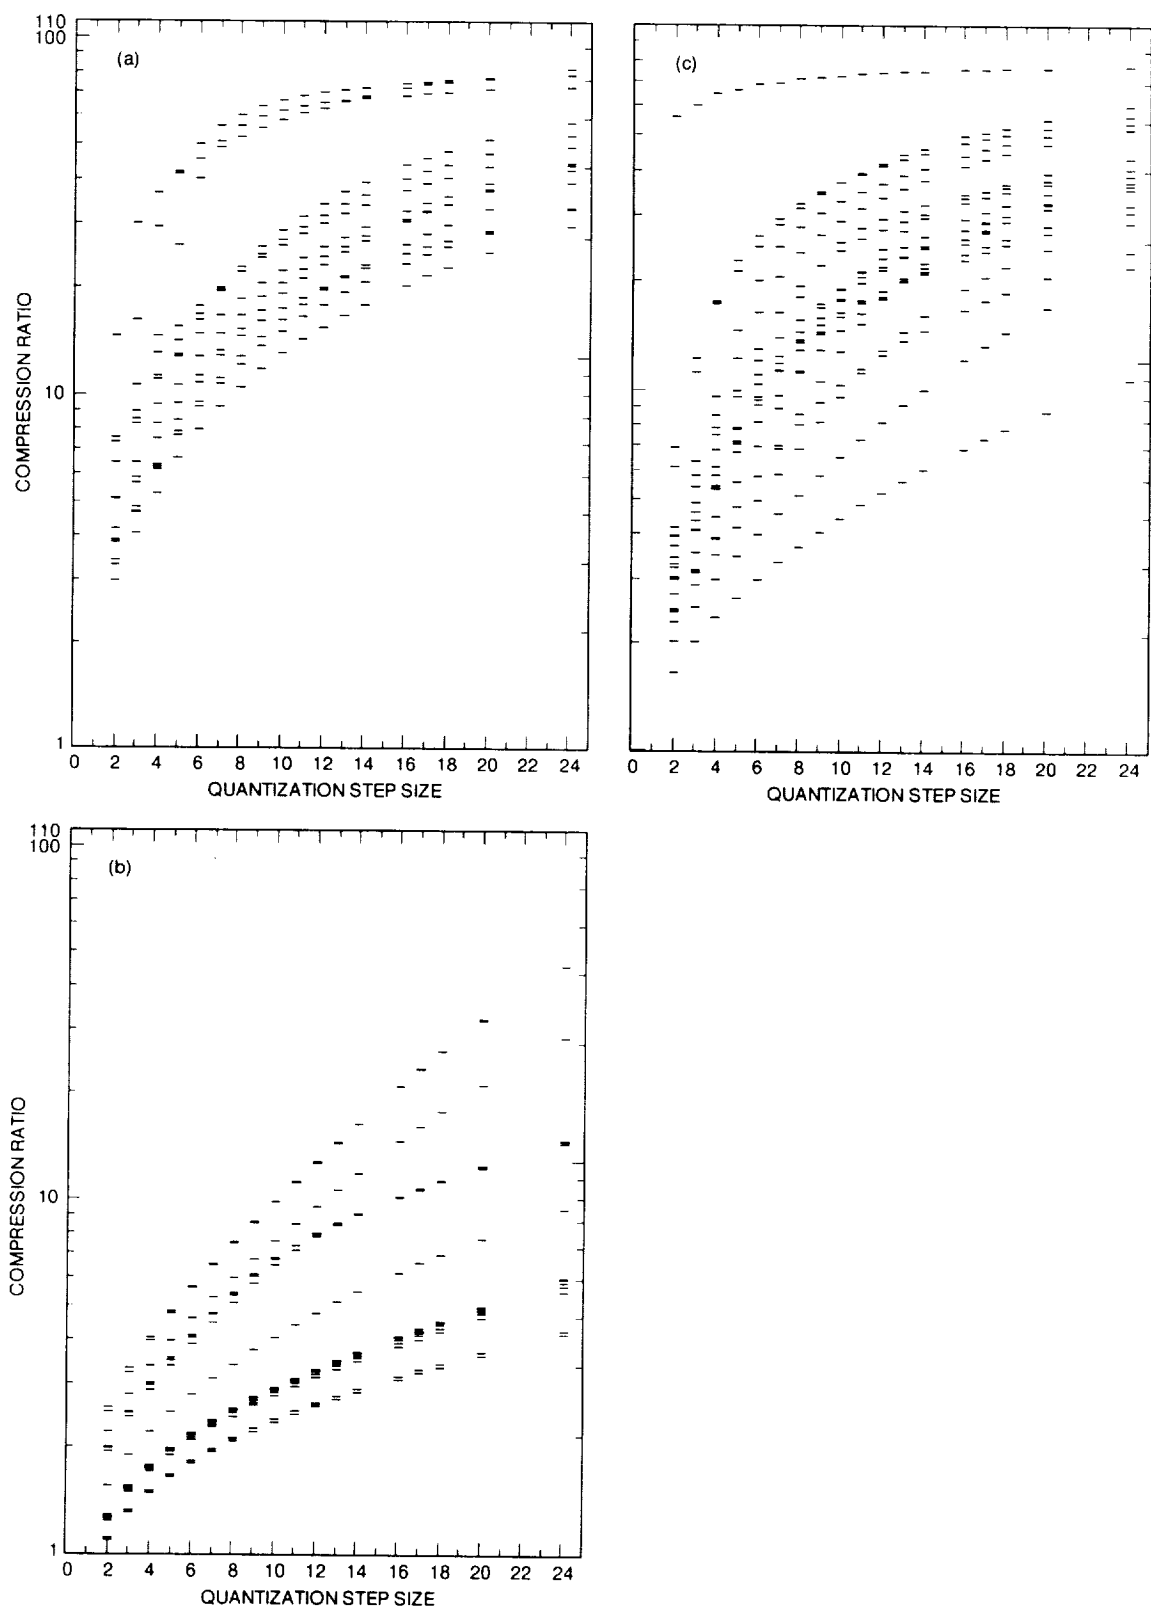 110
100
(a)
10
1
COMPRESSION RATIO
0 2 4 6 8 10 12 14 16 18 20 22 24
QUANTIZATION STEP SIZE
(c)
0 2 4 6 8 10 12 14 16 18 20 22 24
QUANTIZATION STEP SIZE
110
100
(b)
10
1
COMPRESSION RATIO
0 2 4 6 8 10 12 14 16 18 20 22 24
QUANTIZATION STEP SIZE